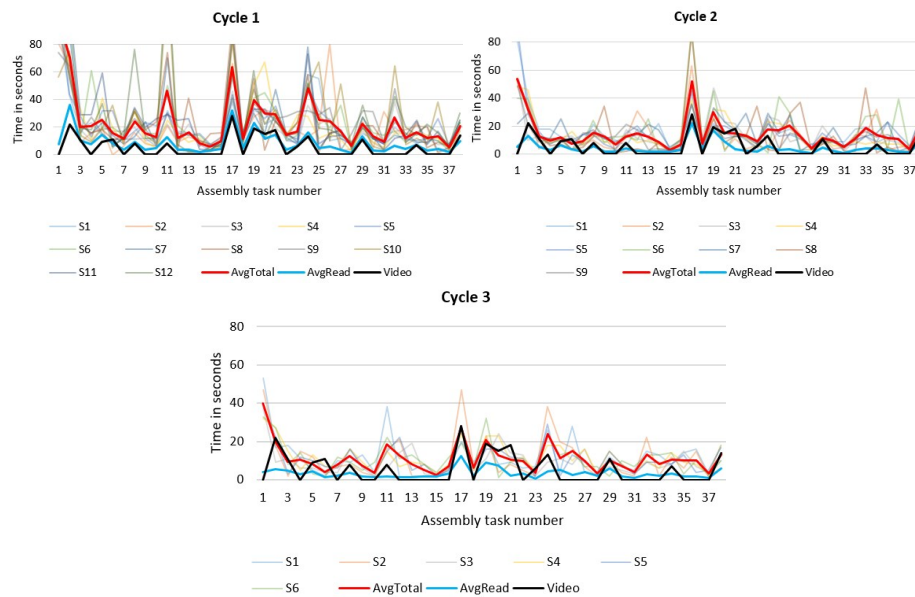 Cycle 1
Time in seconds
80
60
40
20
0
1 3 5 7 9 11 13 15 17 19 21 23 25 27 29 31 33 35 37
Assembly task number
S1 S2 S3 S4 S5
S6 S7 S8 S9 S10
S11 S12 AvgTotal AvgRead Video
Cycle 2
Time in seconds
80
60
40
20
0
1 3 5 7 9 11 13 15 17 19 21 23 25 27 29 31 33 35 37
Assembly task number
S1 S2 S3 S4
S5 S6 S7 S8
S9 AvgTotal AvgRead Video
Cycle 3
Time in seconds
80
60
40
20
0
1 3 5 7 9 11 13 15 17 19 21 23 25 27 29 31 33 35 37
Assembly task number
S1 S2 S3 S4 S5
S6 AvgTotal AvgRead Video